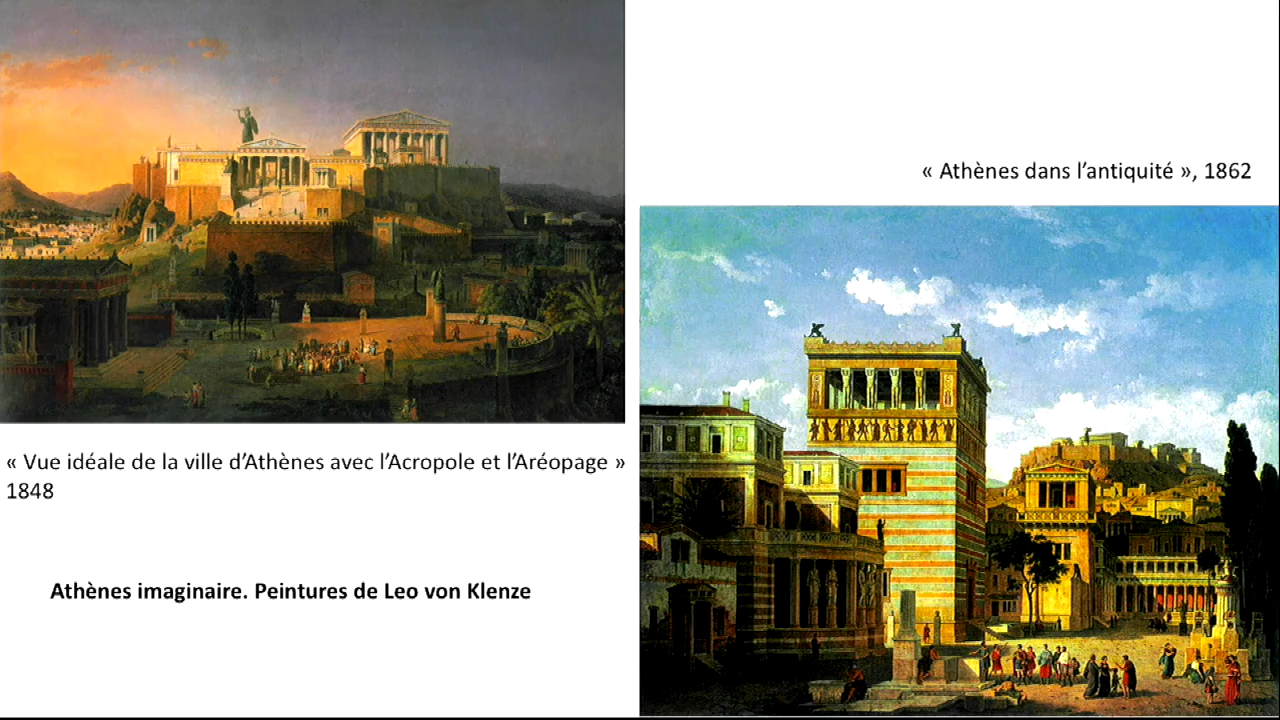 « Athènes dans l’antiquité », 1862
« Vue idéale de la ville d’Athènes avec l’Acropole et l’Aréopage »
1848
Athènes imaginaire. Peintures de Leo von Klenze